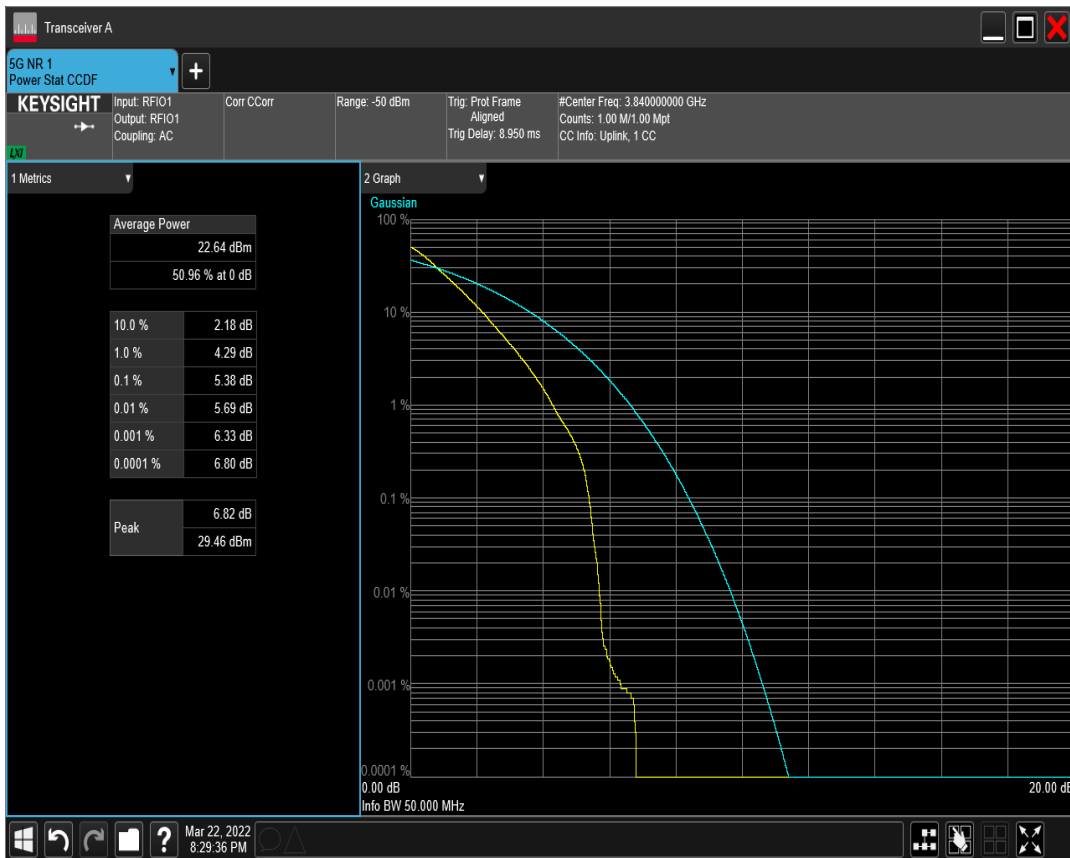 Transceiver A
5G NR 1
Power Stat CCDF
KEYSIGHT
LXI
Input: RFIO1
Output: RFIO1
Coupling: AC
Corr CCorr
Range: -50 dBm
Trig: Prot Frame
Aligned
Trig Delay: 8.950 ms
#Center Freq: 3.840000000 GHz
Counts: 1.00 M/1.00 Mpt
CC Info: Uplink, 1 CC
1 Metrics
Average Power
22.64 dBm
50.96 % at 0 dB
10.0 % 2.18 dB
1.0 % 4.29 dB
0.1 % 5.38 dB
0.01 % 5.69 dB
0.001 % 6.33 dB
0.0001 % 6.80 dB
Peak
6.82 dB
29.46 dBm
2 Graph
Gaussian
100 %
10 %
1 %
0.1 %
0.01 %
0.001 %
0.0001 %
0.00 dB 20.00 dB
Info BW 50.000 MHz
?
Mar 22, 2022
8:29:36 PM